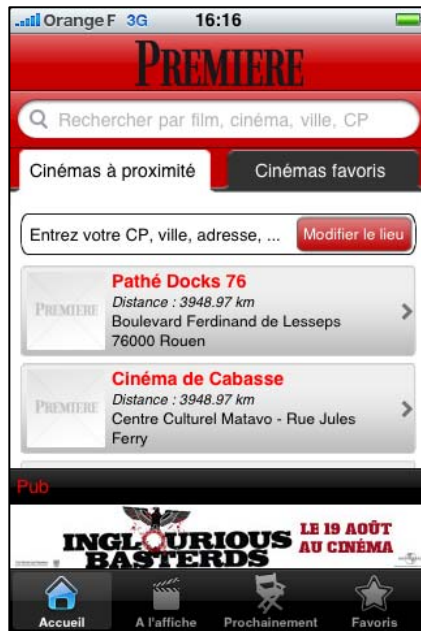 Orange F 3G 16:16
PREMIERE
Rechercher par film, cinéma, ville, CP
Cinémas à proximité Cinémas favoris
Entrez votre CP, ville, adresse, ... Modifier le lieu
Pathé Docks 76
Distance : 3948.97 km
PREMIERE
Boulevard Ferdinand de Lesseps
76000 Rouen
Cinéma de Cabasse
Distance : 3948.97 km
PREMIERE
Centre Culturel Matavo - Rue Jules
Ferry
Pub
INGLOURIOUS
BASTERDS
LE 19 AOÛT
AU CINÉMA
Accueil A l'affiche Prochainement Favoris